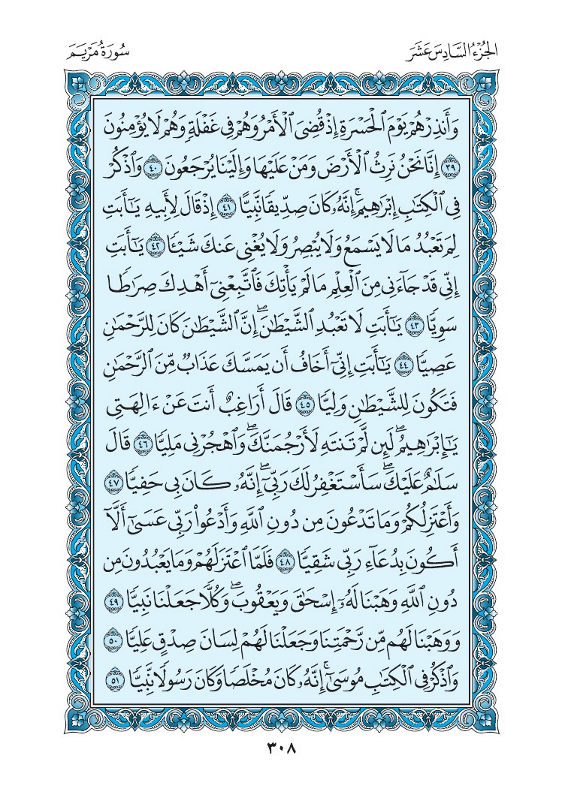 الجُزْءُ السَّادِسَ عَشَرَ
سُورَةُ مَرْيَمَ
وَأَنذِرْهُمْ يَوْمَ ٱلْحَسْرَةِ إِذْ قُضِىَ ٱلْأَمْرُ وَهُمْ فِى غَفْلَةٍ وَهُمْ لَا يُؤْمِنُونَ
٣٩ إِنَّا نَحْنُ نَرِثُ ٱلْأَرْضَ وَمَنْ عَلَيْهَا وَإِلَيْنَا يُرْجَعُونَ ٤٠ وَٱذْكُرْ
فِى ٱلْكِتَٰبِ إِبْرَٰهِيمَ ۚ إِنَّهُۥ كَانَ صِدِّيقًا نَّبِيًّا ٤١ إِذْ قَالَ لِأَبِيهِ يَٰٓأَبَتِ
لِمَ تَعْبُدُ مَا لَا يَسْمَعُ وَلَا يُبْصِرُ وَلَا يُغْنِى عَنكَ شَيْـًٔا ٤٢ يَٰٓأَبَتِ
إِنِّى قَدْ جَآءَنِى مِنَ ٱلْعِلْمِ مَا لَمْ يَأْتِكَ فَٱتَّبِعْنِىٓ أَهْدِكَ صِرَٰطًا
سَوِيًّا ٤٣ يَٰٓأَبَتِ لَا تَعْبُدِ ٱلشَّيْطَٰنَ ۖ إِنَّ ٱلشَّيْطَٰنَ كَانَ لِلرَّحْمَٰنِ
عَصِيًّا ٤٤ يَٰٓأَبَتِ إِنِّىٓ أَخَافُ أَن يَمَسَّكَ عَذَابٌ مِّنَ ٱلرَّحْمَٰنِ
فَتَكُونَ لِلشَّيْطَٰنِ وَلِيًّا ٤٥ قَالَ أَرَاغِبٌ أَنتَ عَنْ ءَالِهَتِى
يَٰٓإِبْرَٰهِيمُ ۖ لَئِن لَّمْ تَنتَهِ لَأَرْجُمَنَّكَ ۖ وَٱهْجُرْنِى مَلِيًّا ٤٦ قَالَ
سَلَٰمٌ عَلَيْكَ ۖ سَأَسْتَغْفِرُ لَكَ رَبِّىٓ ۖ إِنَّهُۥ كَانَ بِى حَفِيًّا ٤٧
وَأَعْتَزِلُكُمْ وَمَا تَدْعُونَ مِن دُونِ ٱللَّهِ وَأَدْعُوا۟ رَبِّى عَسَىٰٓ أَلَّآ
أَكُونَ بِدُعَآءِ رَبِّى شَقِيًّا ٤٨ فَلَمَّا ٱعْتَزَلَهُمْ وَمَا يَعْبُدُونَ مِن
دُونِ ٱللَّهِ وَهَبْنَا لَهُۥٓ إِسْحَٰقَ وَيَعْقُوبَ ۖ وَكُلًّا جَعَلْنَا نَبِيًّا ٤٩
وَوَهَبْنَا لَهُم مِّن رَّحْمَتِنَا وَجَعَلْنَا لَهُمْ لِسَانَ صِدْقٍ عَلِيًّا ٥٠
وَٱذْكُرْ فِى ٱلْكِتَٰبِ مُوسَىٰٓ ۚ إِنَّهُۥ كَانَ مُخْلَصًا وَكَانَ رَسُولًا نَّبِيًّا ٥١
٣٠٨